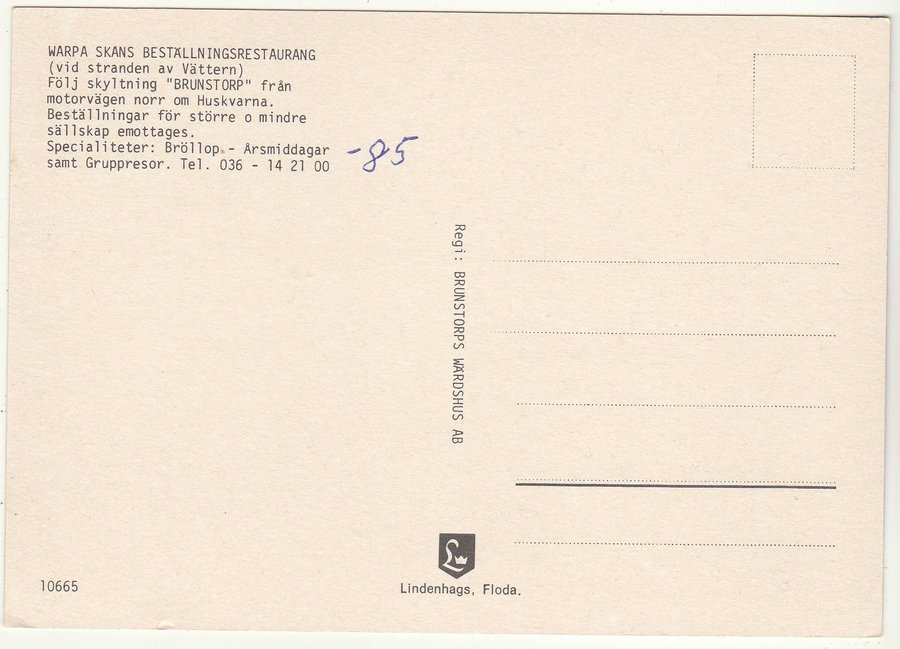 WARPA SKANS BESTÄLLNINGSRESTAURANG
(vid stranden av Vättern)
Följ skyltning "BRUNSTORP" från
motorvägen norr om Huskvarna.
Beställningar för större o mindre
sällskap emottages.
Specialiteter: Bröllop - Årsmiddagar
samt Gruppresor. Tel. 036 - 14 21 00
-85
Regi: BRUNSTORPS WÄRDSHUS AB
L
Lindenhags, Floda.
10665